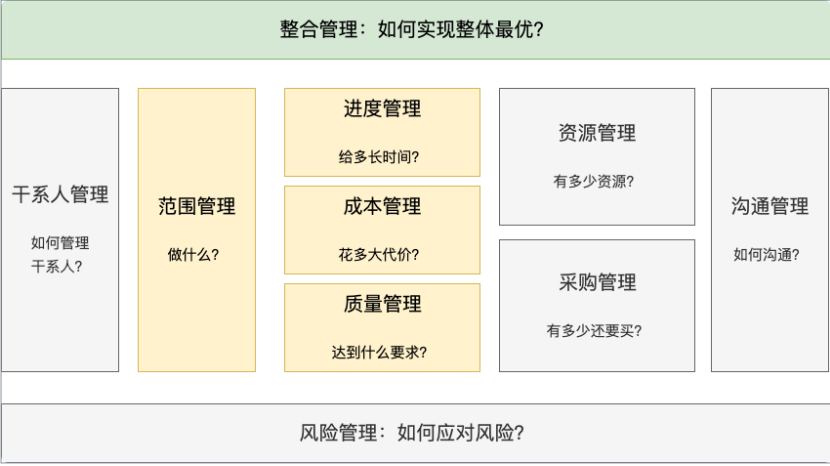 整合管理：如何实现整体最优?
干系人管理
如何管理
干系人?
范围管理
做什么?
进度管理
给多长时间?
成本管理
花多大代价?
质量管理
达到什么要求?
资源管理
有多少资源?
采购管理
有多少还要买?
沟通管理
如何沟通?
风险管理：如何应对风险?